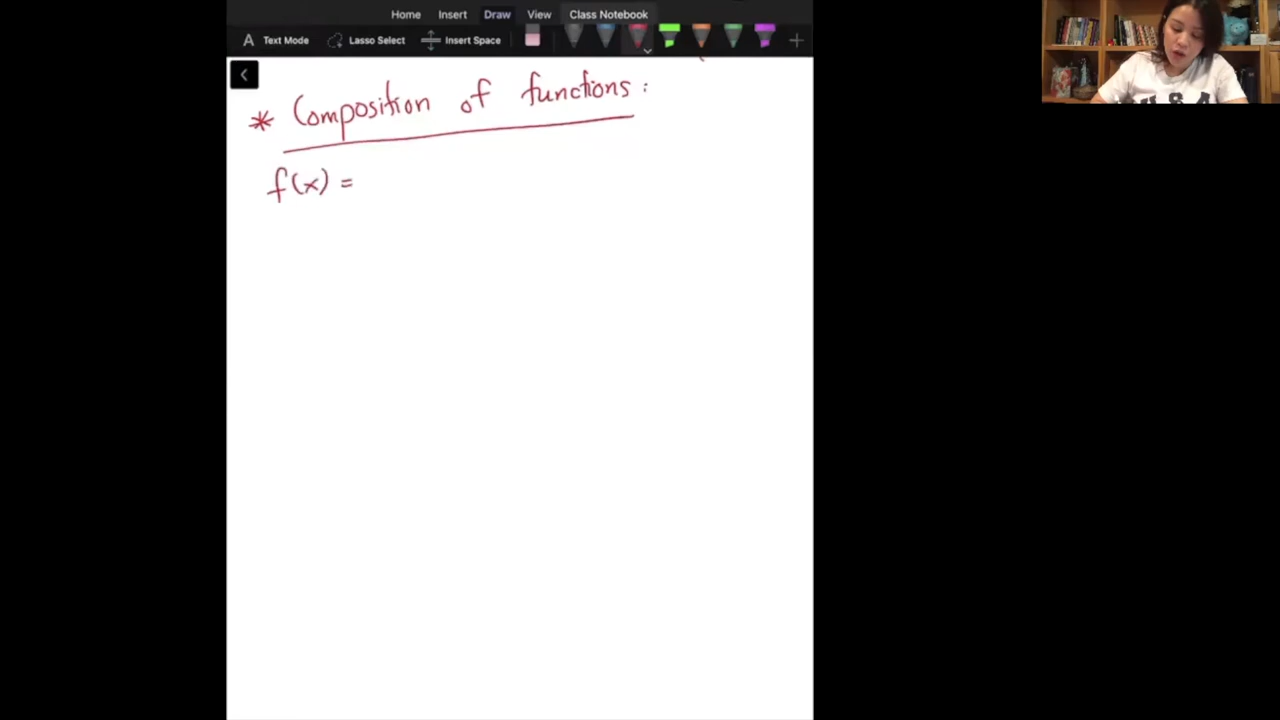 Home Insert Draw View Class Notebook
A Text Mode Lasso Select Insert Space
* Composition of functions :
f(x) =